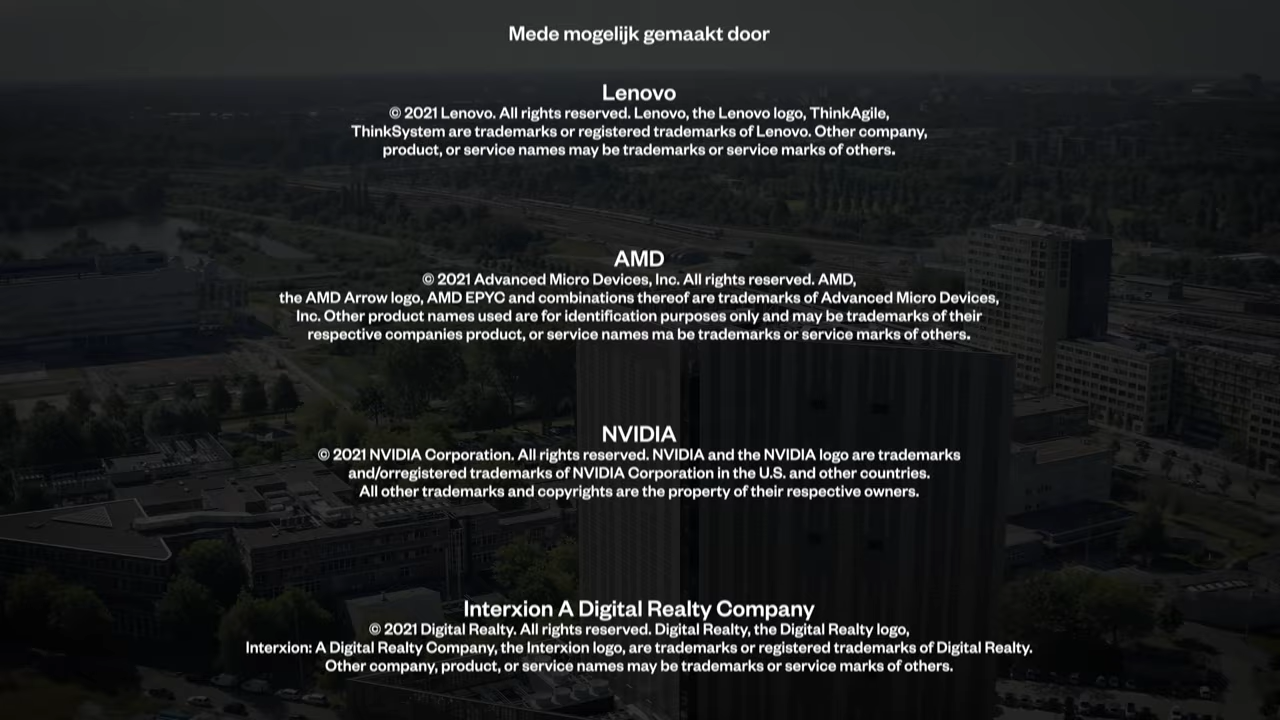 Mede mogelijk gemaakt door
Lenovo
© 2021 Lenovo. All rights reserved. Lenovo, the Lenovo logo, ThinkAgile,
ThinkSystem are trademarks or registered trademarks of Lenovo. Other company,
product, or service names may be trademarks or service marks of others.
AMD
© 2021 Advanced Micro Devices, Inc. All rights reserved. AMD,
the AMD Arrow logo, AMD EPYC and combinations thereof are trademarks of Advanced Micro Devices,
Inc. Other product names used are for identification purposes only and may be trademarks of their
respective companies product, or service names ma be trademarks or service marks of others.
NVIDIA
© 2021 NVIDIA Corporation. All rights reserved. NVIDIA and the NVIDIA logo are trademarks
and/orregistered trademarks of NVIDIA Corporation in the U.S. and other countries.
All other trademarks and copyrights are the property of their respective owners.
Interxion A Digital Realty Company
© 2021 Digital Realty. All rights reserved. Digital Realty, the Digital Realty logo,
Interxion: A Digital Realty Company, the Interxion logo, are trademarks or registered trademarks of Digital Realty.
Other company, product, or service names may be trademarks or service marks of others.